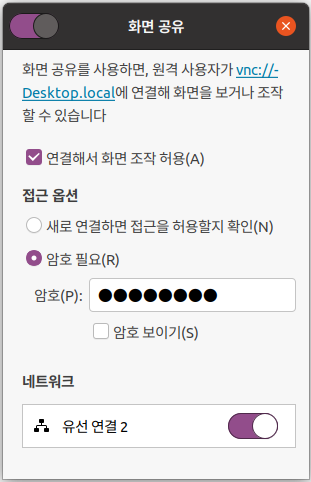 화면 공유
화면 공유를 사용하면, 원격 사용자가 vnc://-
Desktop.local에 연결해 화면을 보거나 조작
할 수 있습니다
연결해서 화면 조작 허용(A)
접근 옵션
새로 연결하면 접근을 허용할지 확인(N)
암호 필요(R)
암호(P): ●●●●●●●●
암호 보이기(S)
네트워크
유선 연결 2